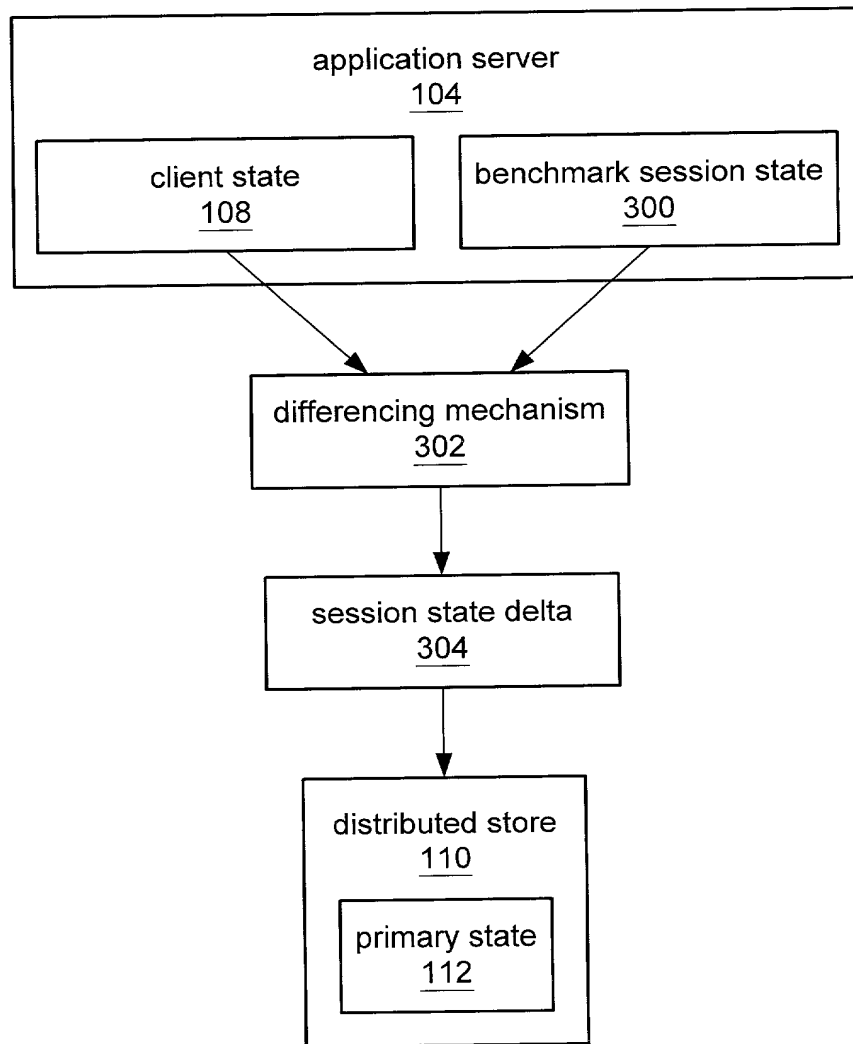 application server
104
client state
108
benchmark session state
300
differencing mechanism
302
session state delta
304
distributed store
110
primary state
112